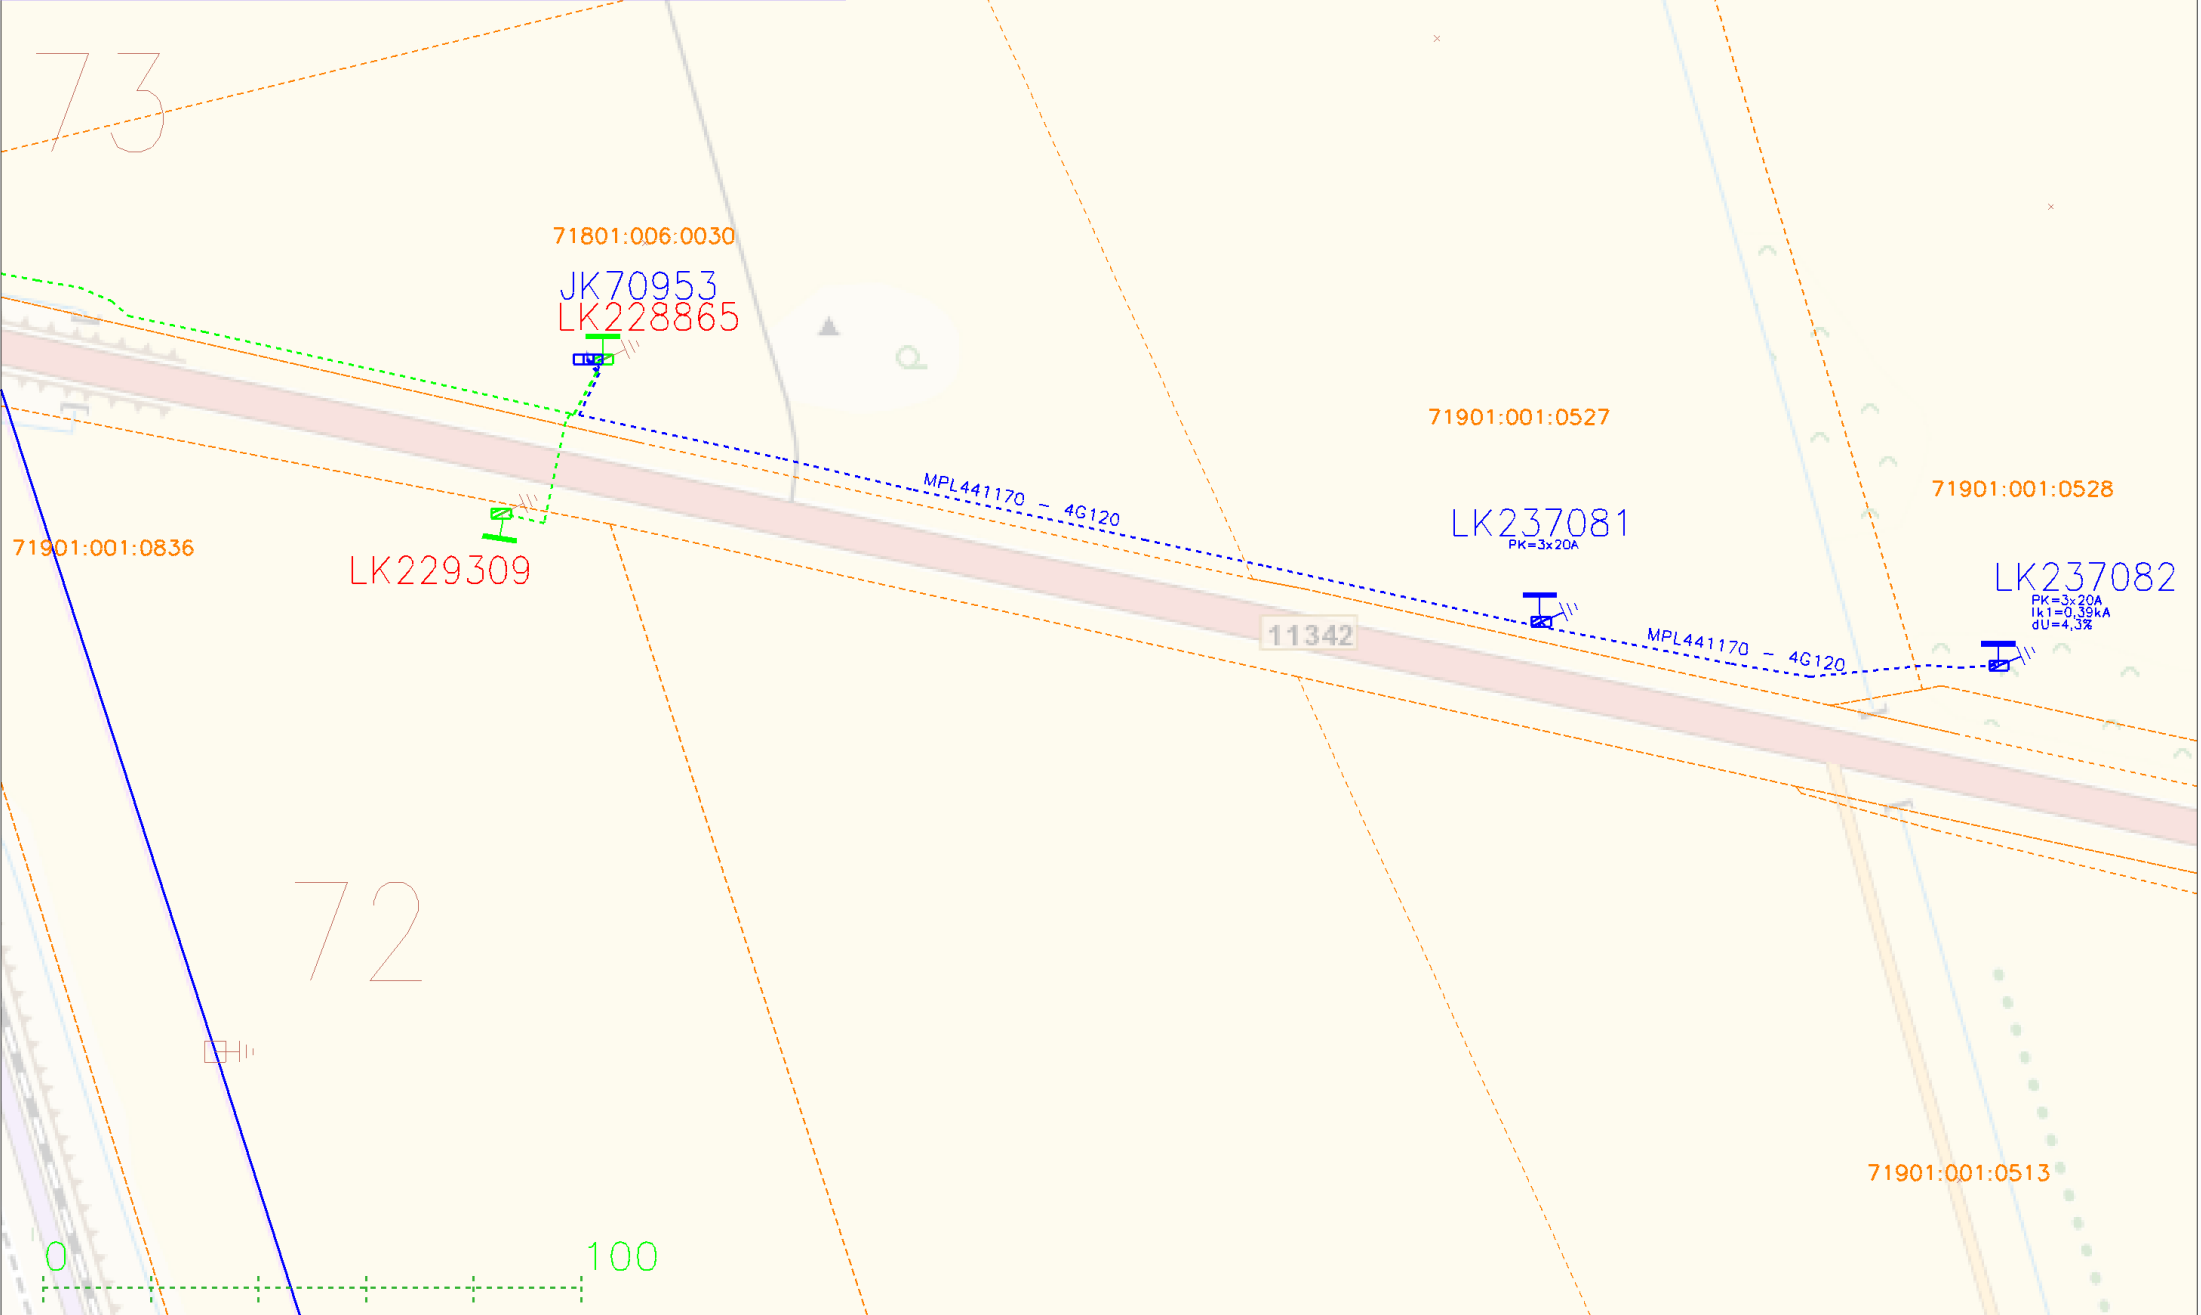 73
71801:006:0030
JK70953
LK228865
71901:001:0527
MPL441170 - 4G120
71901:001:0528
LK237081
PK=3x20A
71901:001:0836
LK229309
LK237082
PK=3x20A
Ik1=0,39kA
dU=4,3%
11342
MPL441170 - 4G120
72
71901:001:0513
0
100